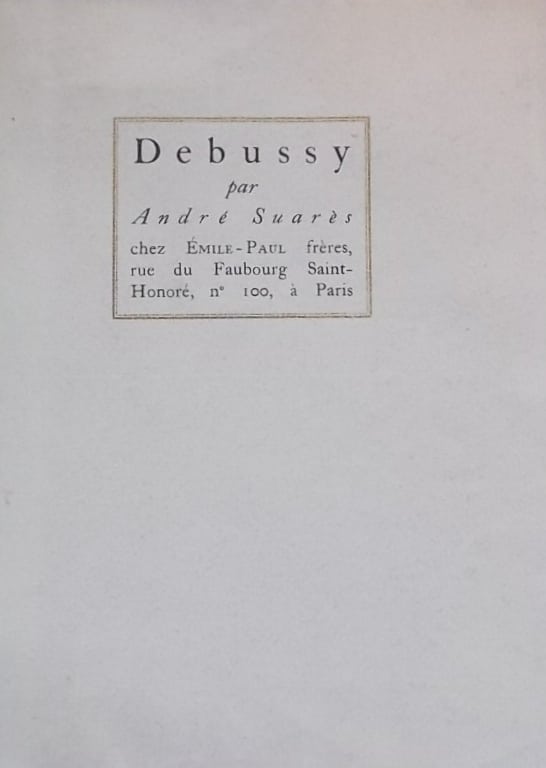 Debussy
par
André Suarès
chez ÉMILE-PAUL frères,
rue du Faubourg Saint-
Honoré, n° 100, à Paris